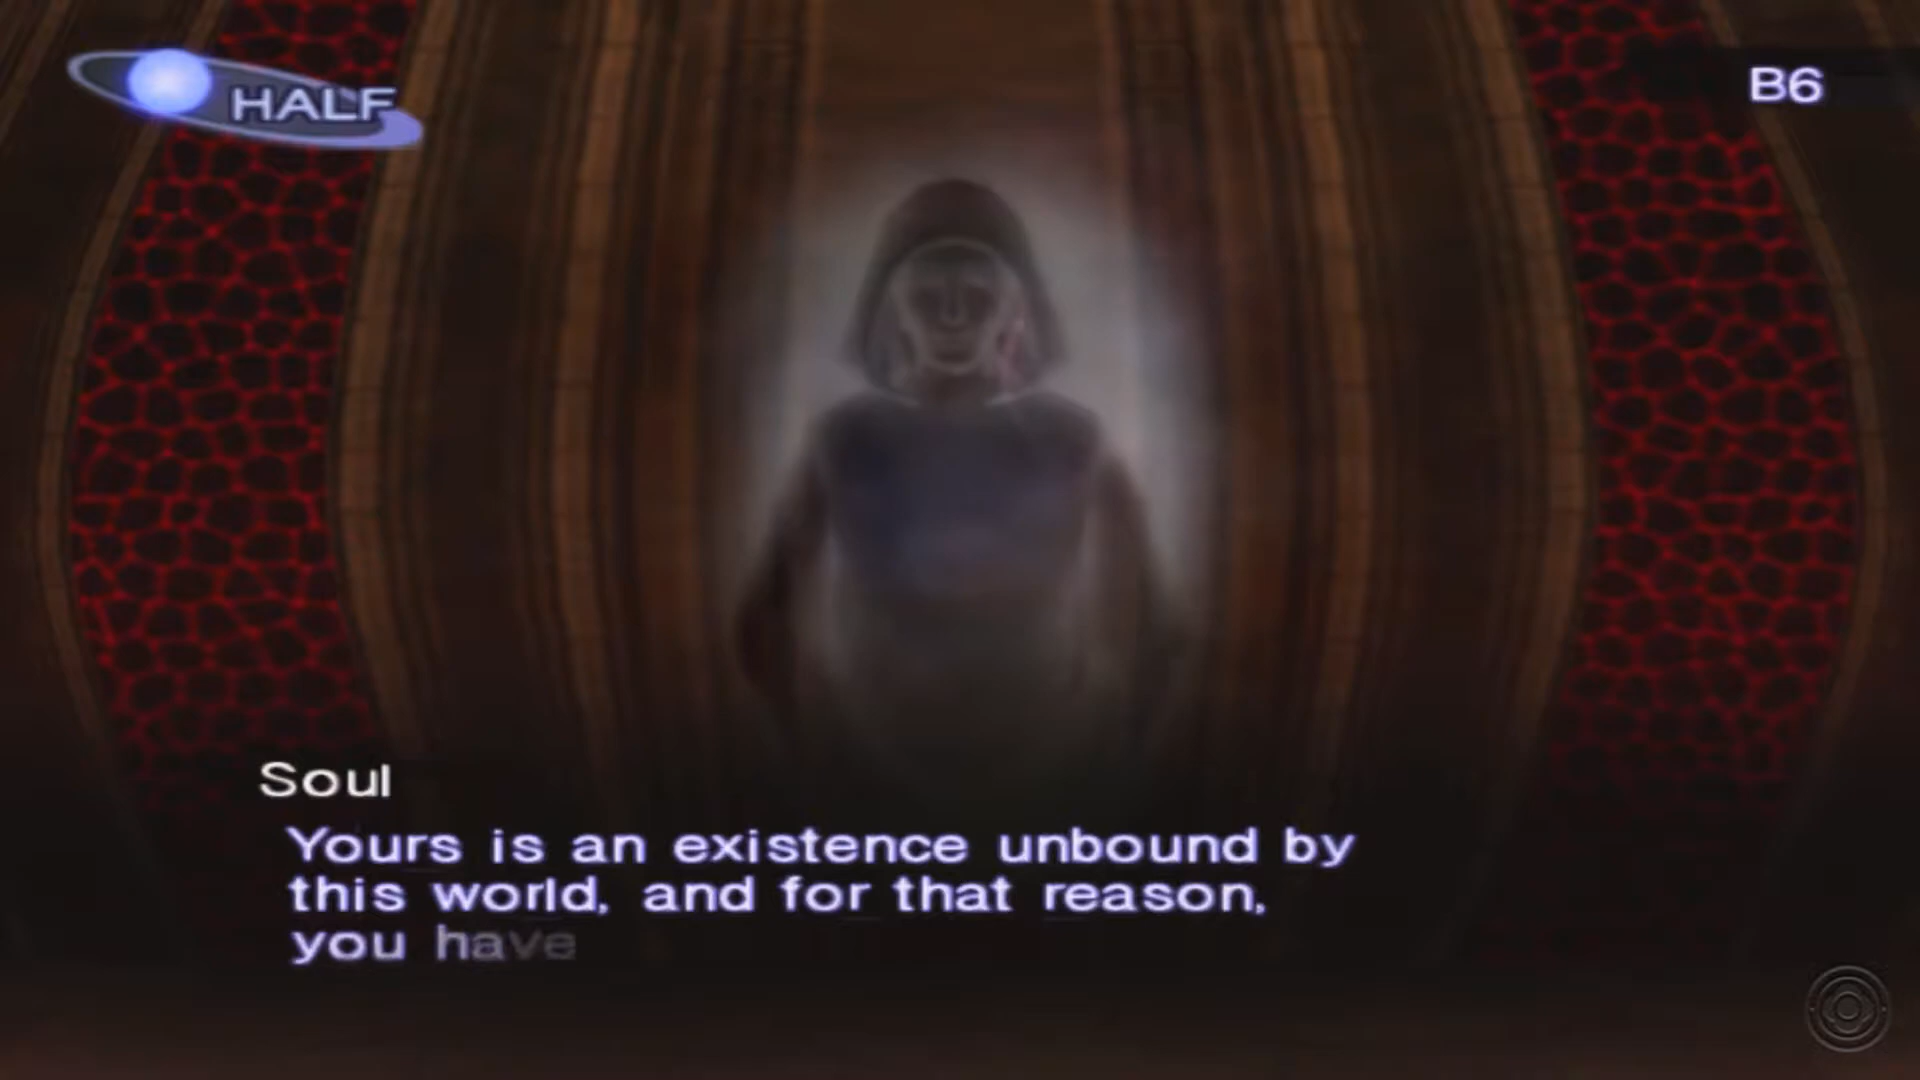 HALF
B6
Soul
Yours is an existence unbound by
this world, and for that reason,
you have